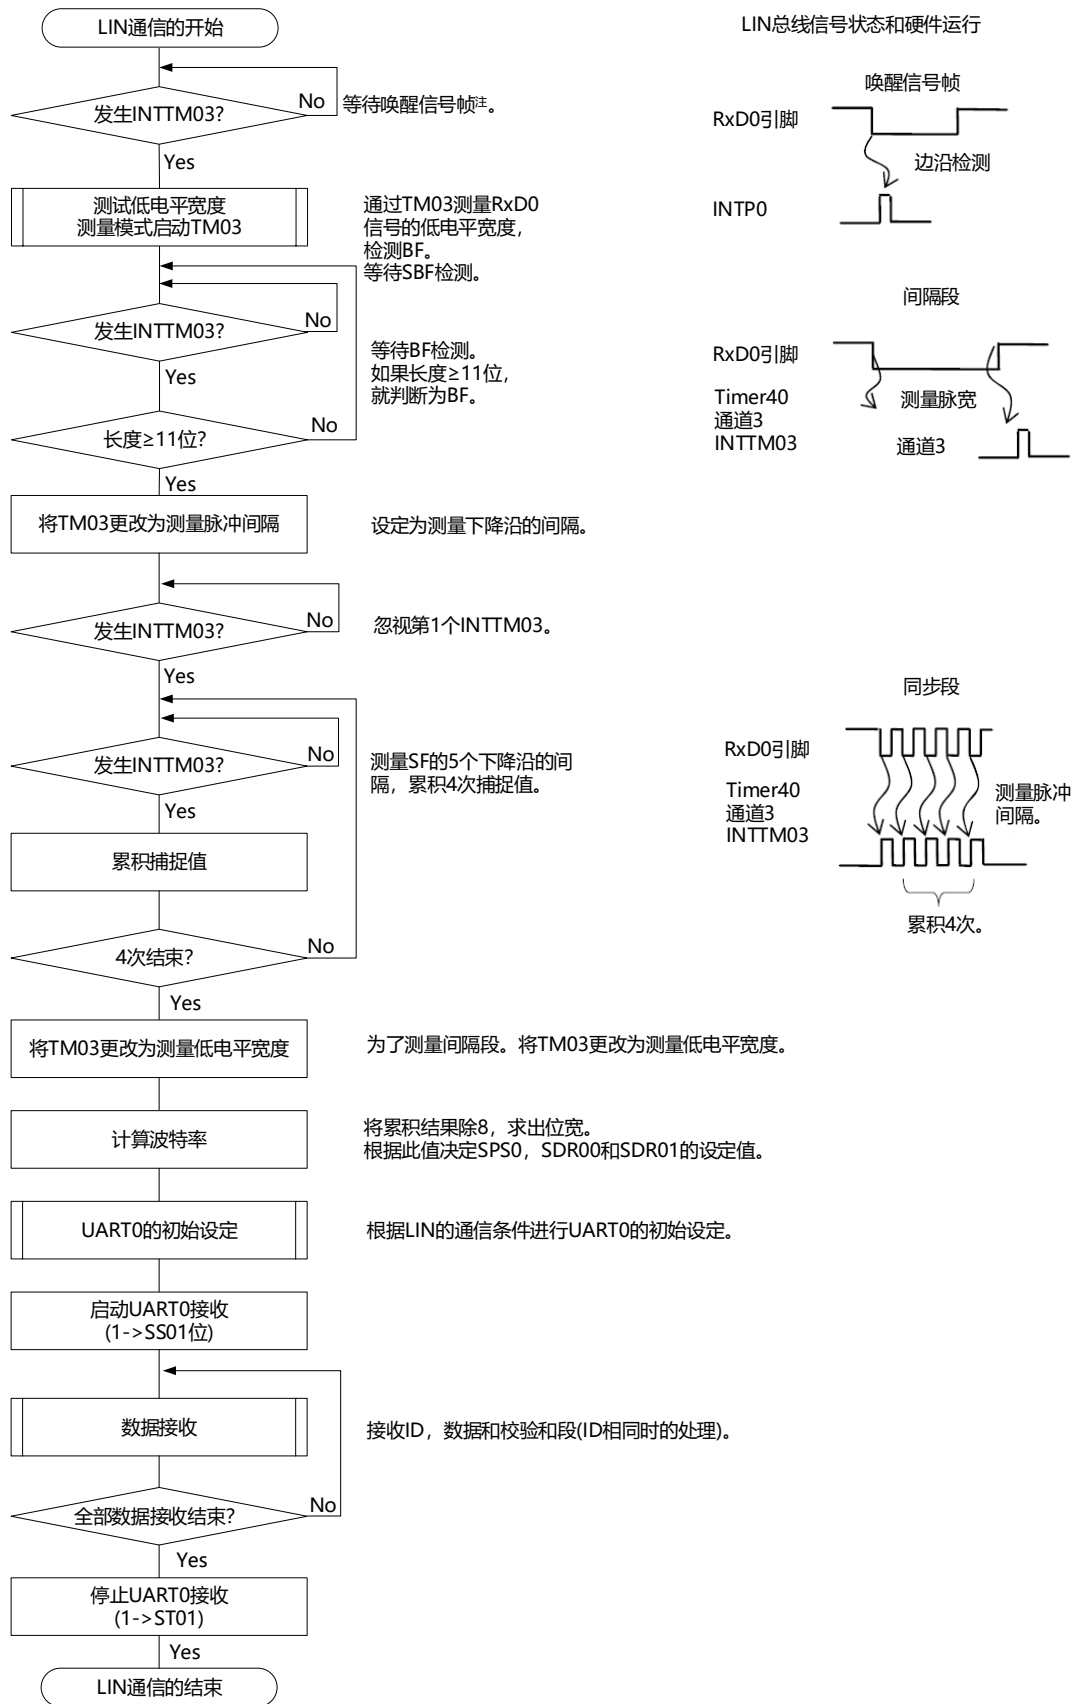 LIN通信的开始
LIN总线信号状态和硬件运行
发生INTTM03?
No
等待唤醒信号帧注。
Yes
唤醒信号帧
RxD0引脚
边沿检测
INTP0
测试低电平宽度
测量模式启动TM03
通过TM03测量RxD0
信号的低电平宽度,
检测BF。
等待SBF检测。
发生INTTM03?
No
Yes
等待BF检测。
如果长度≥11位,
就判断为BF。
间隔段
RxD0引脚
Timer40
通道3
INTTM03
测量脉宽
通道3
长度≥11位?
No
Yes
将TM03更改为测量脉冲间隔
设定为测量下降沿的间隔。
发生INTTM03?
No
忽视第1个INTTM03。
Yes
同步段
发生INTTM03?
No
测量SF的5个下降沿的间
隔，累积4次捕捉值。
Yes
RxD0引脚
Timer40
通道3
INTTM03
测量脉冲
间隔。
累积4次。
累积捕捉值
4次结束?
No
Yes
将TM03更改为测量低电平宽度
为了测量间隔段。将TM03更改为测量低电平宽度。
计算波特率
将累积结果除8，求出位宽。
根据此值决定SPS0，SDR00和SDR01的设定值。
UART0的初始设定
根据LIN的通信条件进行UART0的初始设定。
启动UART0接收
(1->SS01位)
数据接收
接收ID，数据和校验和段(ID相同时的处理)。
全部数据接收结束?
No
Yes
停止UART0接收
(1->ST01)
Yes
LIN通信的结束